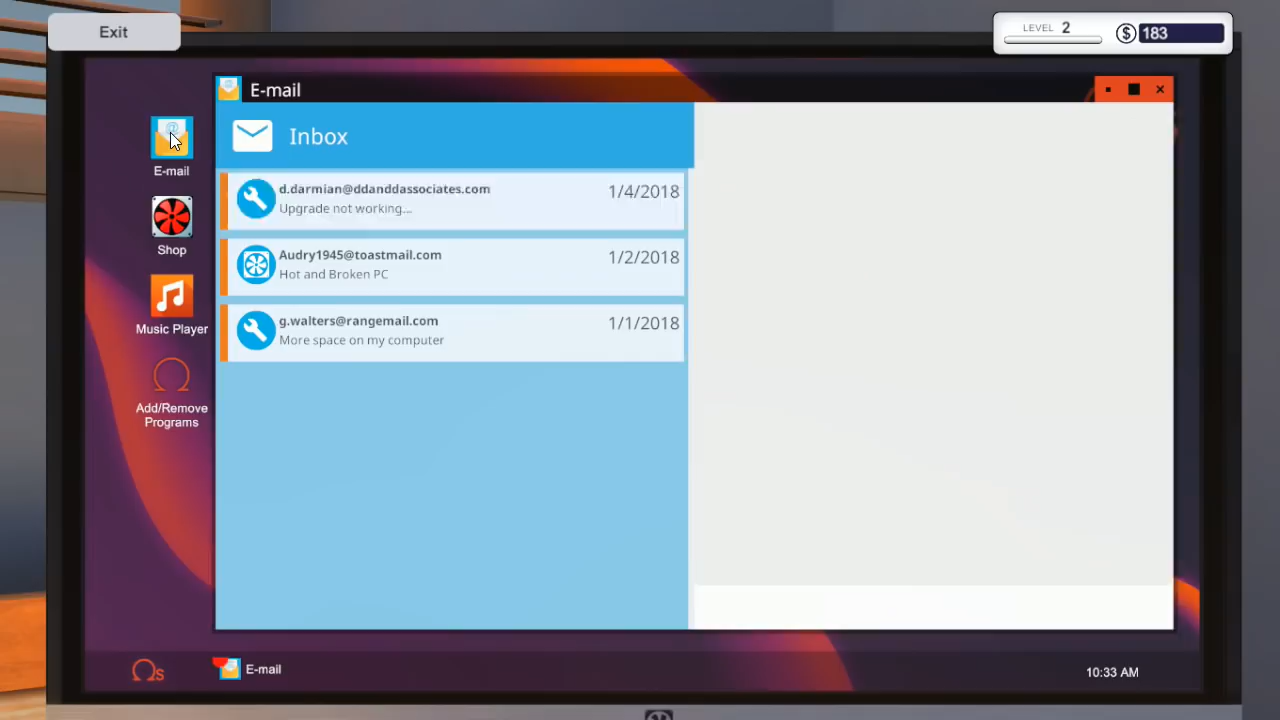 Exit
LEVEL 2
$ 183
E-mail
Inbox
d.darmian@ddanddassociates.com
1/4/2018
Upgrade not working...
Audry1945@toastmail.com
1/2/2018
Hot and Broken PC
g.walters@rangemail.com
1/1/2018
More space on my computer
E-mail
Shop
Music Player
Add/Remove
Programs
Ωs
E-mail
10:33 AM